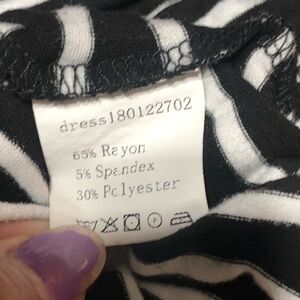 dress180122702
65% Rayon
5% Spandex
30% Polyester